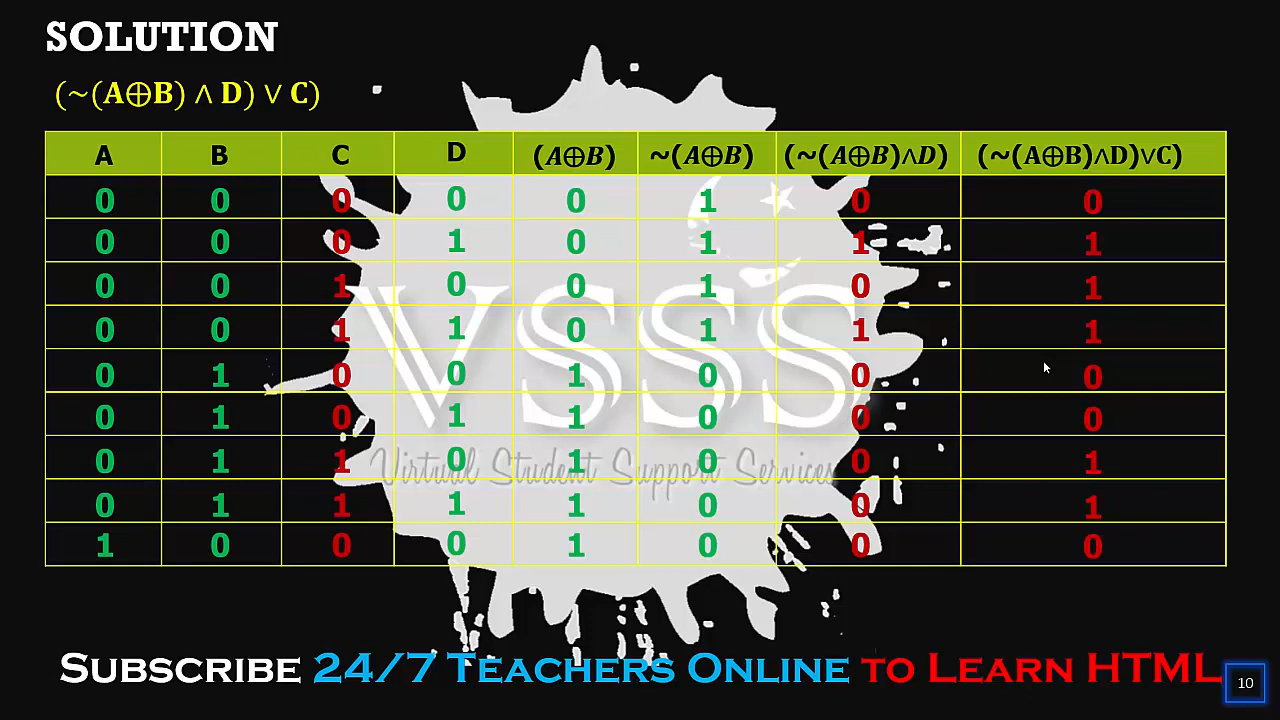 SOLUTION
(~(A⊕B) ∧ D) ∨ C)
A B C D (A⊕B) ~(A⊕B) (~(A⊕B)∧D) (~(A⊕B)∧D)∨C)
0 0 0 0 0 1 0 0
0 0 0 1 0 1 1 1
0 0 1 0 0 1 0 1
0 0 1 1 0 1 1 1
0 1 0 0 1 0 0 0
0 1 0 1 1 0 0 0
0 1 1 0 1 0 0 1
0 1 1 1 1 0 0 1
1 0 0 0 1 0 0 0
VSSS
Virtual Student Support Services
SUBSCRIBE 24/7 TEACHERS ONLINE TO LEARN HTML
10